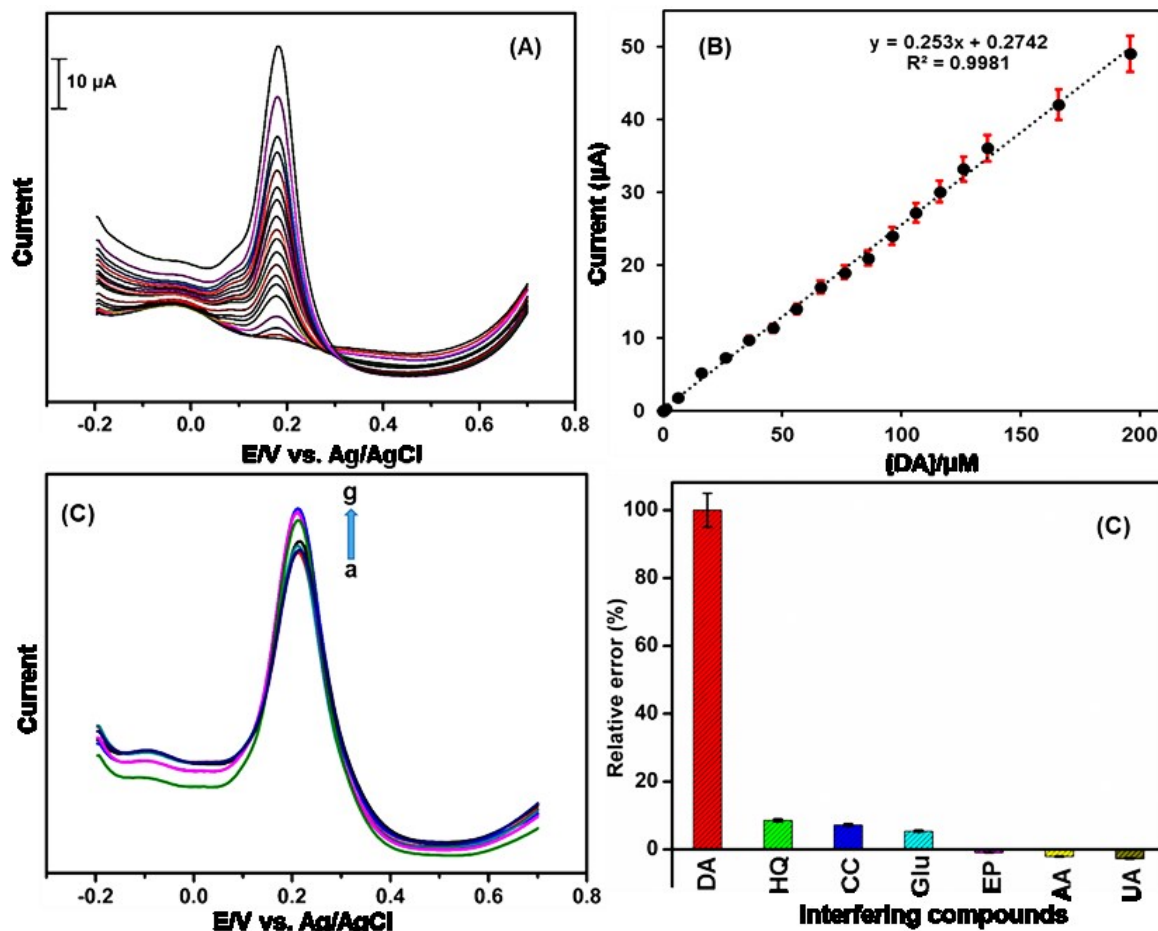 (A)
10 µA
Current
-0.2 0.0 0.2 0.4 0.6 0.8
E/V vs. Ag/AgCl
(B)
y = 0.253x + 0.2742
R² = 0.9981
50
40
30
20
10
0
Current (µA)
0 50 100 150 200
[DA]/µM
(C)
g
a
Current
-0.2 0.0 0.2 0.4 0.6 0.8
E/V vs. Ag/AgCl
(C)
100
80
60
40
20
0
Relative error (%)
DA HQ CC Glu EP AA UA
Interfering compounds